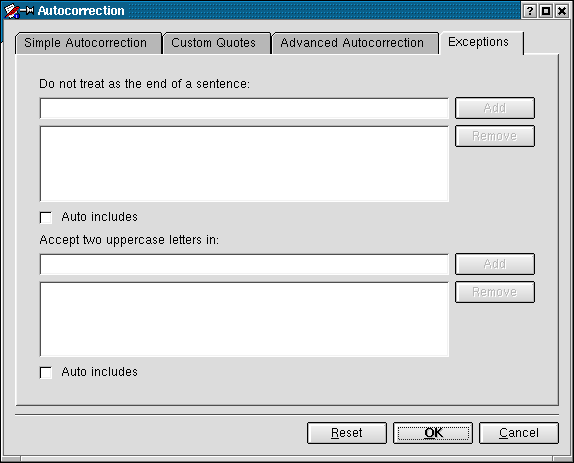 Autocorrection
Simple Autocorrection Custom Quotes Advanced Autocorrection Exceptions
Do not treat as the end of a sentence:
Add
Remove
Auto includes
Accept two uppercase letters in:
Add
Remove
Auto includes
Reset OK Cancel